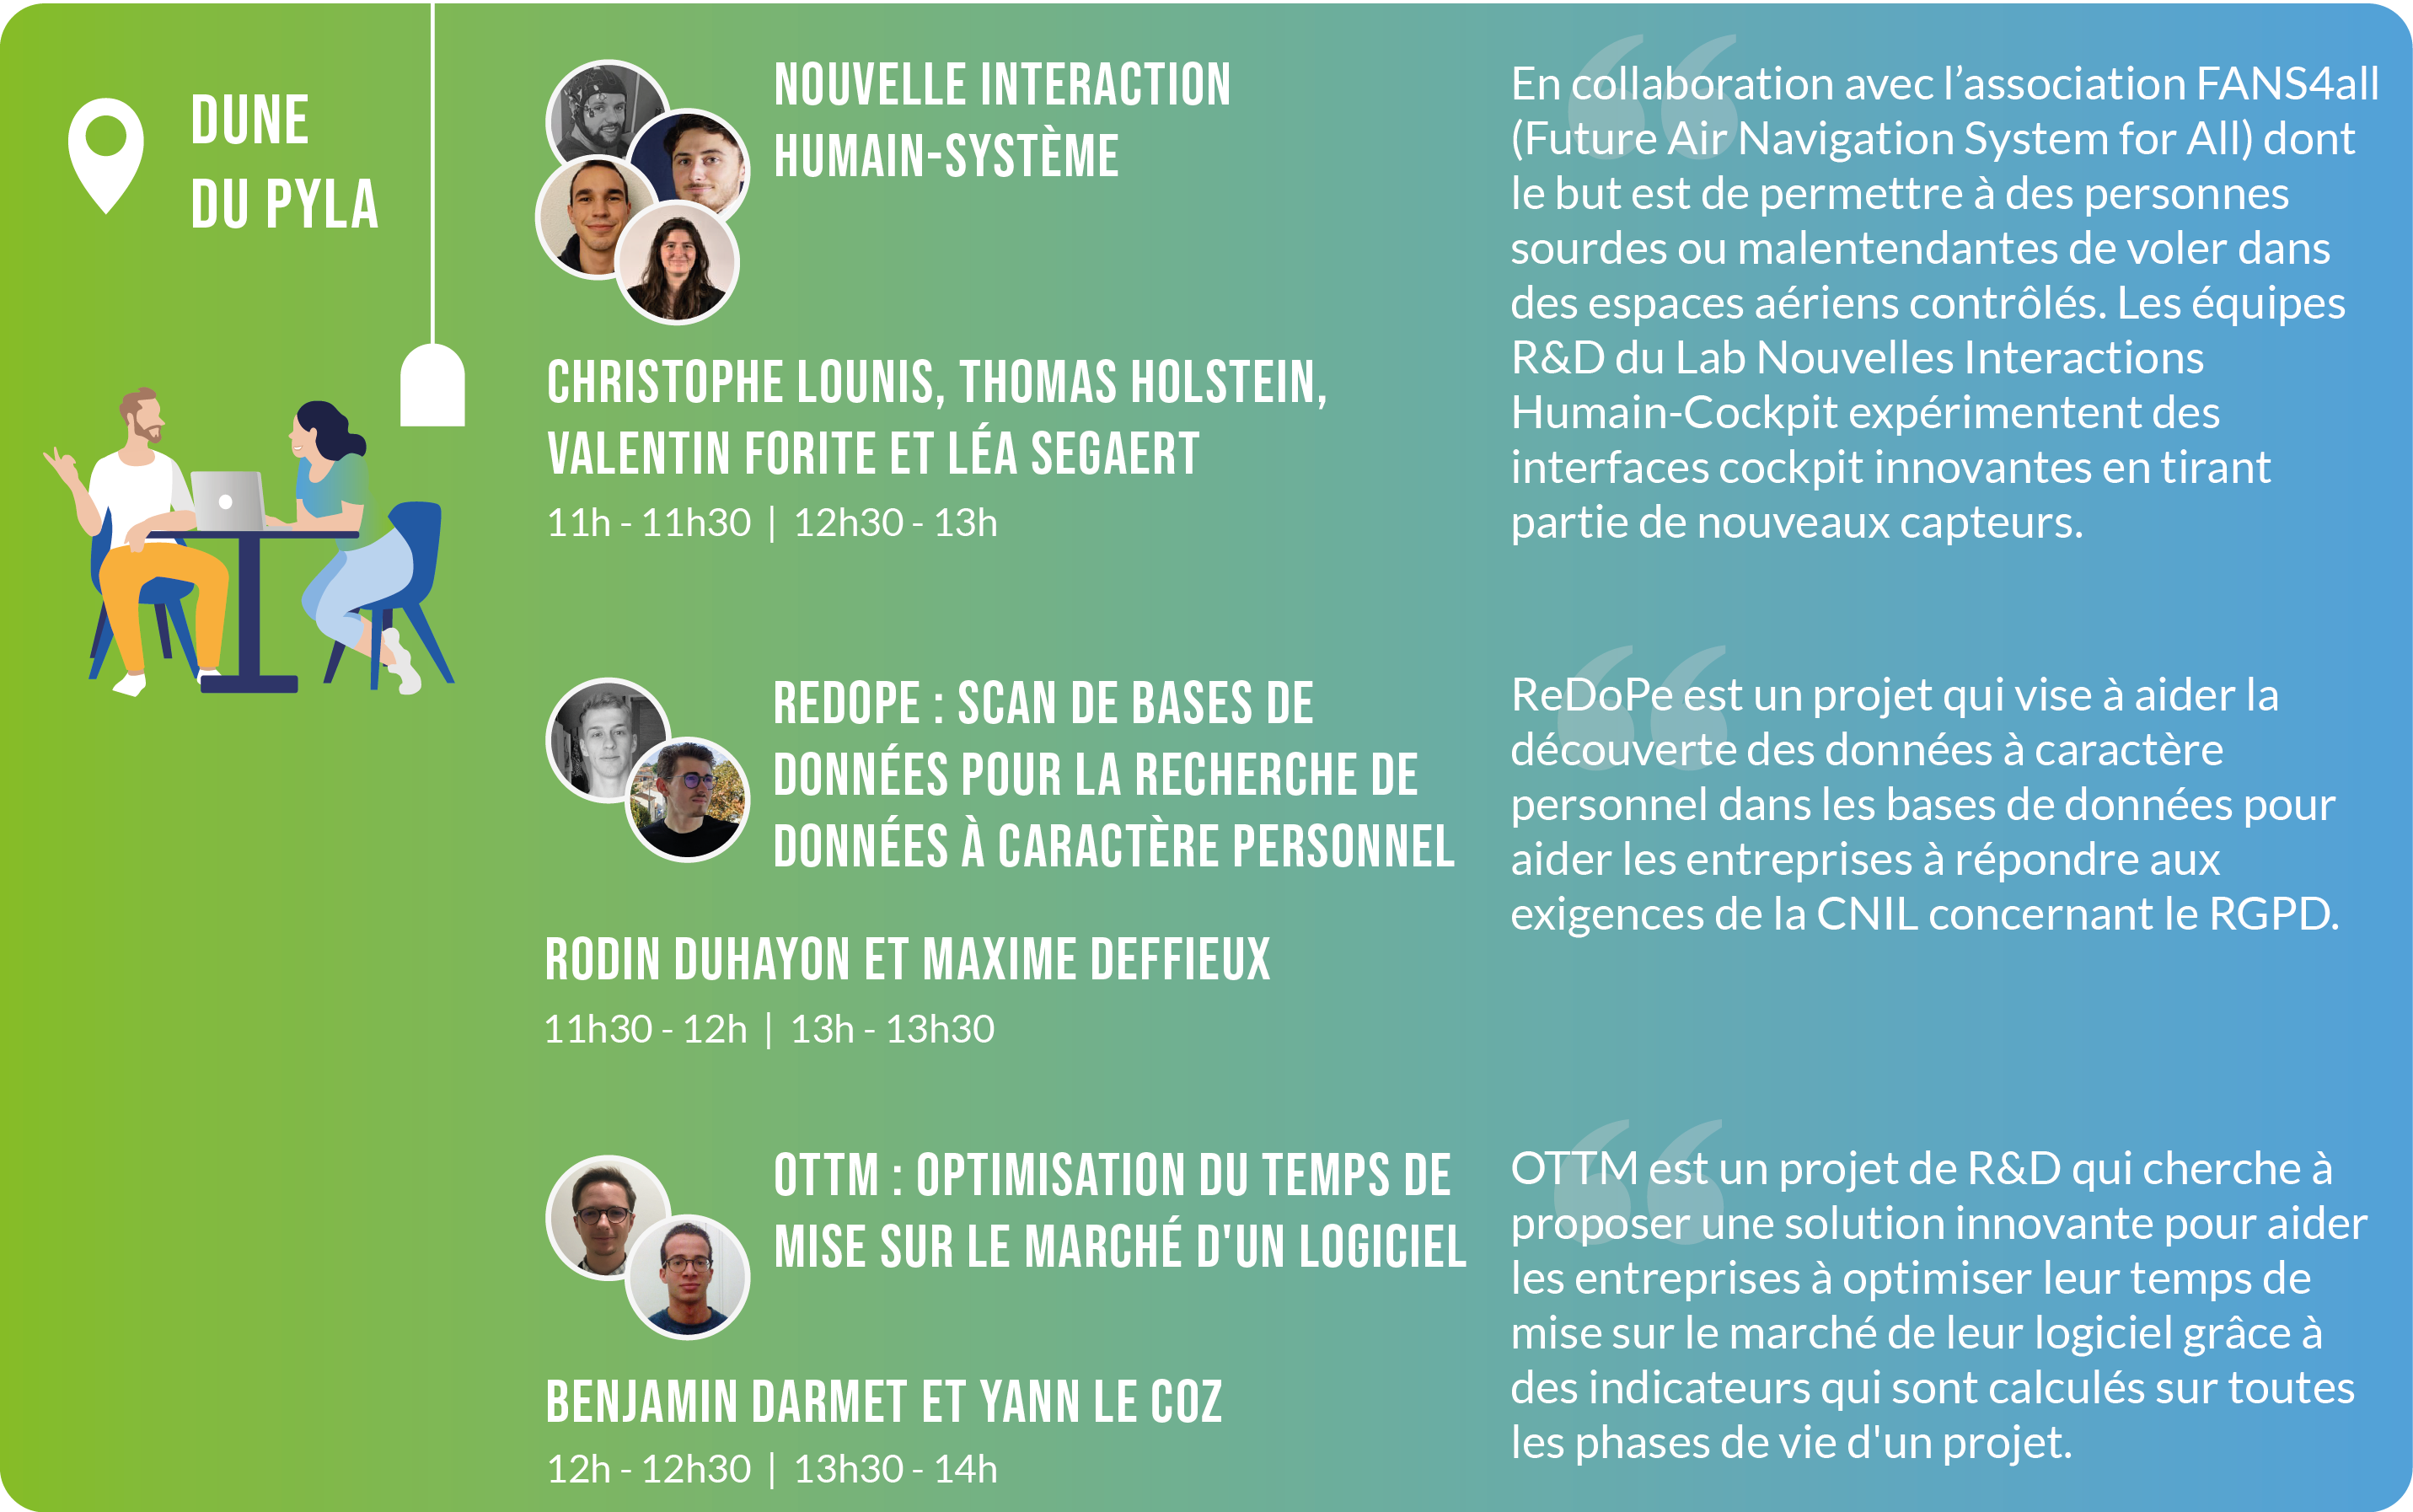 DUNE
DU PYLA
NOUVELLE INTERACTION
HUMAIN-SYSTÈME
CHRISTOPHE LOUNIS, THOMAS HOLSTEIN,
VALENTIN FORITE ET LÉA SEGAERT
11h - 11h30 | 12h30 - 13h
En collaboration avec l’association FANS4all
(Future Air Navigation System for All) dont
le but est de permettre à des personnes
sourdes ou malentendantes de voler dans
des espaces aériens contrôlés. Les équipes
R&D du Lab Nouvelles Interactions
Humain-Cockpit expérimentent des
interfaces cockpit innovantes en tirant
partie de nouveaux capteurs.
REDOPE : SCAN DE BASES DE
DONNÉES POUR LA RECHERCHE DE
DONNÉES À CARACTÈRE PERSONNEL
RODIN DUHAYON ET MAXIME DEFFIEUX
11h30 - 12h | 13h - 13h30
ReDoPe est un projet qui vise à aider la
découverte des données à caractère
personnel dans les bases de données pour
aider les entreprises à répondre aux
exigences de la CNIL concernant le RGPD.
OTTM : OPTIMISATION DU TEMPS DE
MISE SUR LE MARCHÉ D'UN LOGICIEL
BENJAMIN DARMET ET YANN LE COZ
12h - 12h30 | 13h30 - 14h
OTTM est un projet de R&D qui cherche à
proposer une solution innovante pour aider
les entreprises à optimiser leur temps de
mise sur le marché de leur logiciel grâce à
des indicateurs qui sont calculés sur toutes
les phases de vie d'un projet.